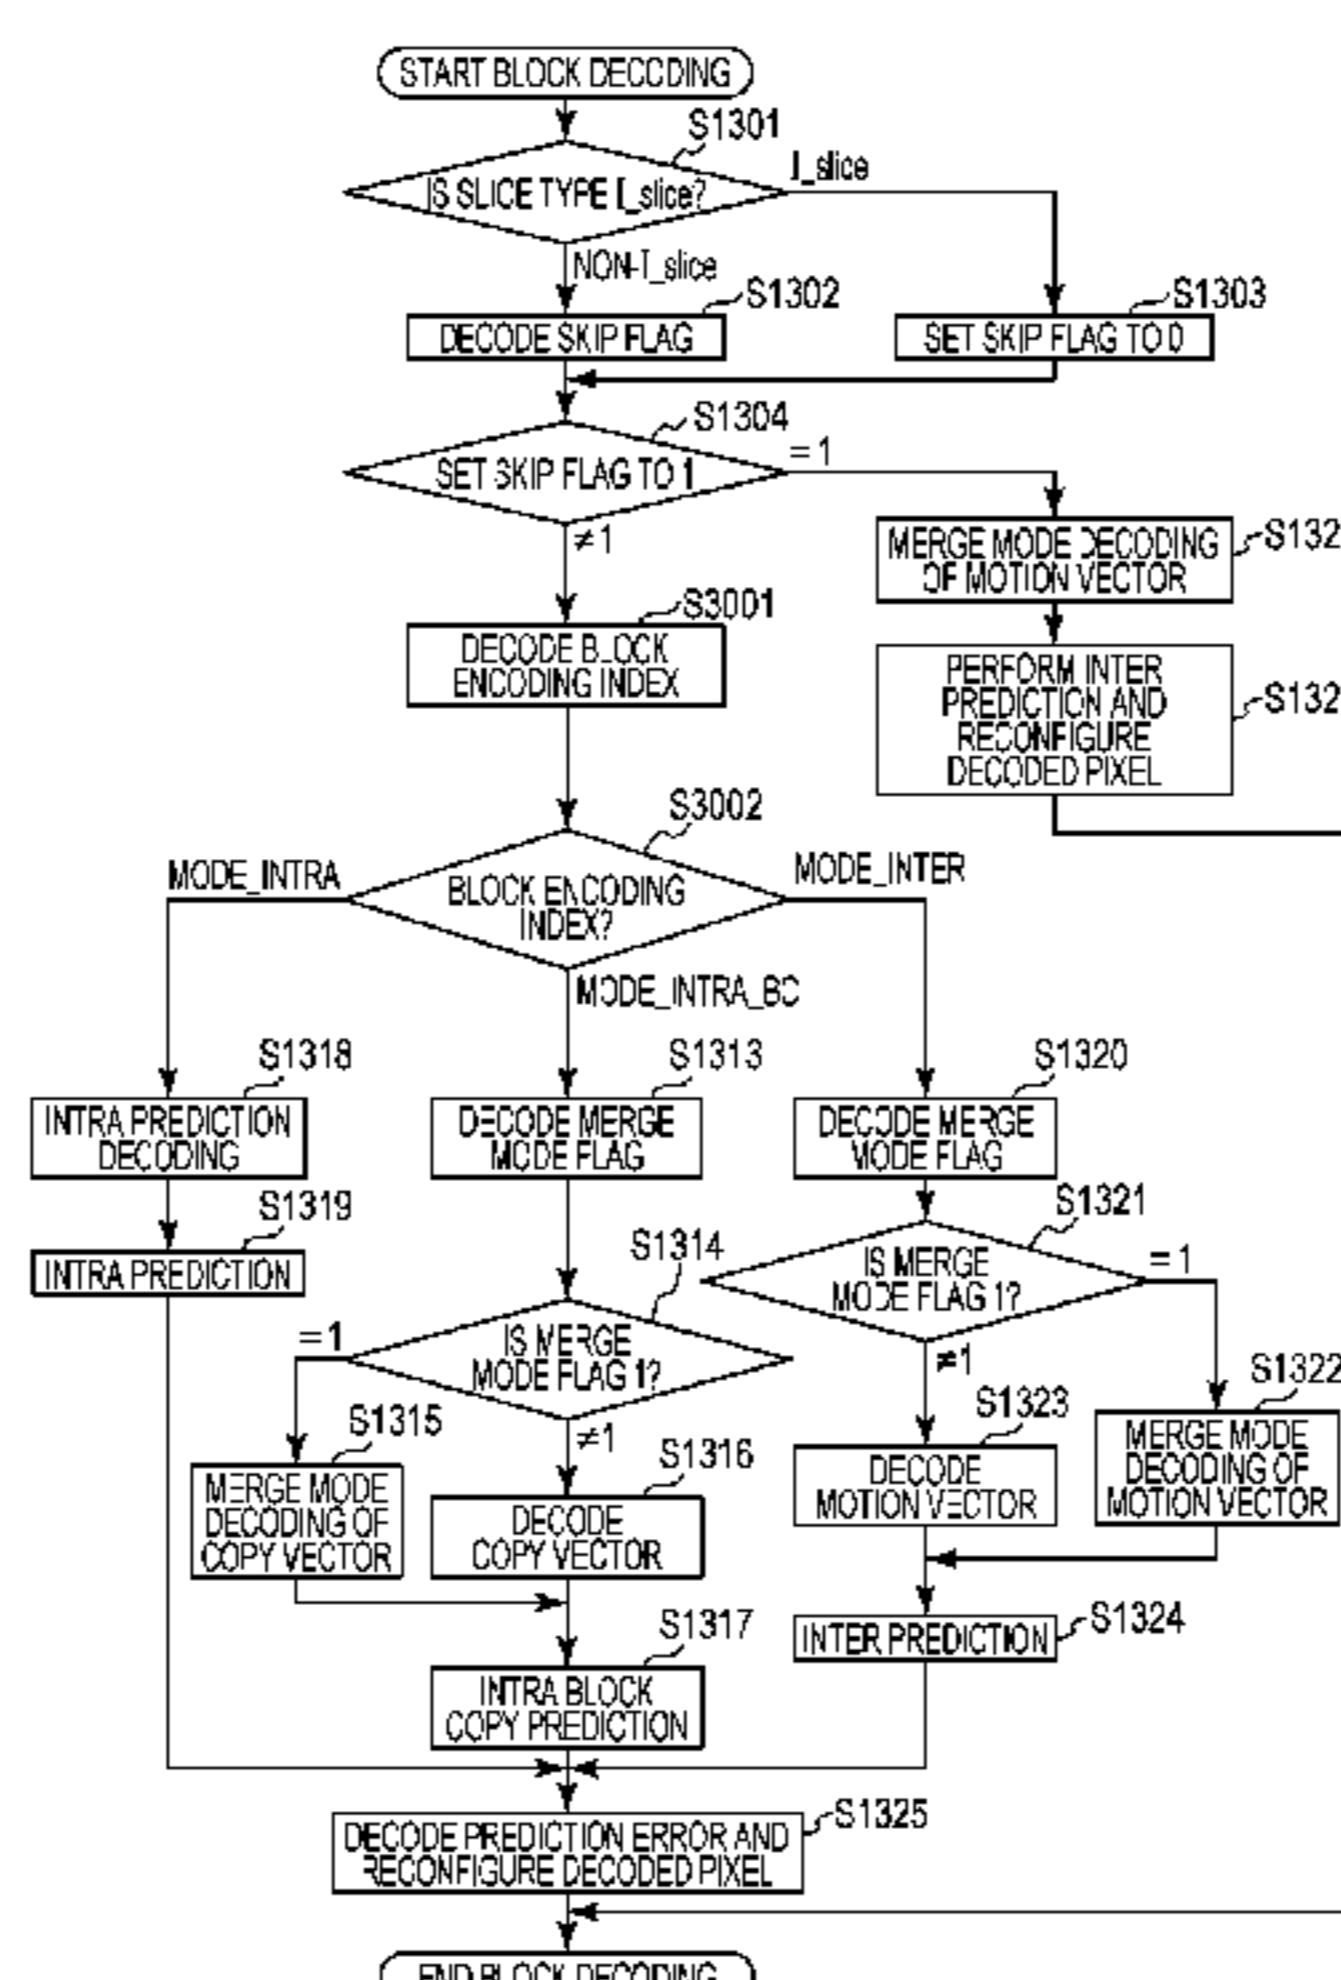 START BLOCK DECODING
S1301
IS SLICE TYPE I_slice?
I_slice
NON-I_slice
S1302
S1303
DECODE SKIP FLAG
SET SKIP FLAG TO 0
S1304
SET SKIP FLAG TO 1
=1
≠1
MERGE MODE DECODING
OF MOTION VECTOR
S132
S3001
DECODE BLOCK
ENCODING INDEX
PERFORM INTER
PREDICTION AND
RECONFIGURE
DECODED PIXEL
S132
S3002
MODE_INTRA
BLOCK ENCODING
INDEX?
MODE_INTER
MODE_INTRA_BC
S1318
S1313
S1320
INTRA PREDICTION
DECODING
DECODE MERGE
MODE FLAG
DECODE MERGE
MODE FLAG
S1319
S1321
INTRA PREDICTION
S1314
IS MERGE
MODE FLAG 1?
=1
=1
IS MERGE
MODE FLAG 1?
≠1
S1322
S1315
≠1
S1323
S1316
MERGE MODE
DECODING OF
COPY VECTOR
DECODE
COPY VECTOR
DECODE
MOTION VECTOR
MERGE MODE
DECODING OF
MOTION VECTOR
S1317
INTER PREDICTION
S1324
INTRA BLOCK
COPY PREDICTION
S1325
DECODE PREDICTION ERROR AND
RECONFIGURE DECODED PIXEL
END BLOCK DECODING